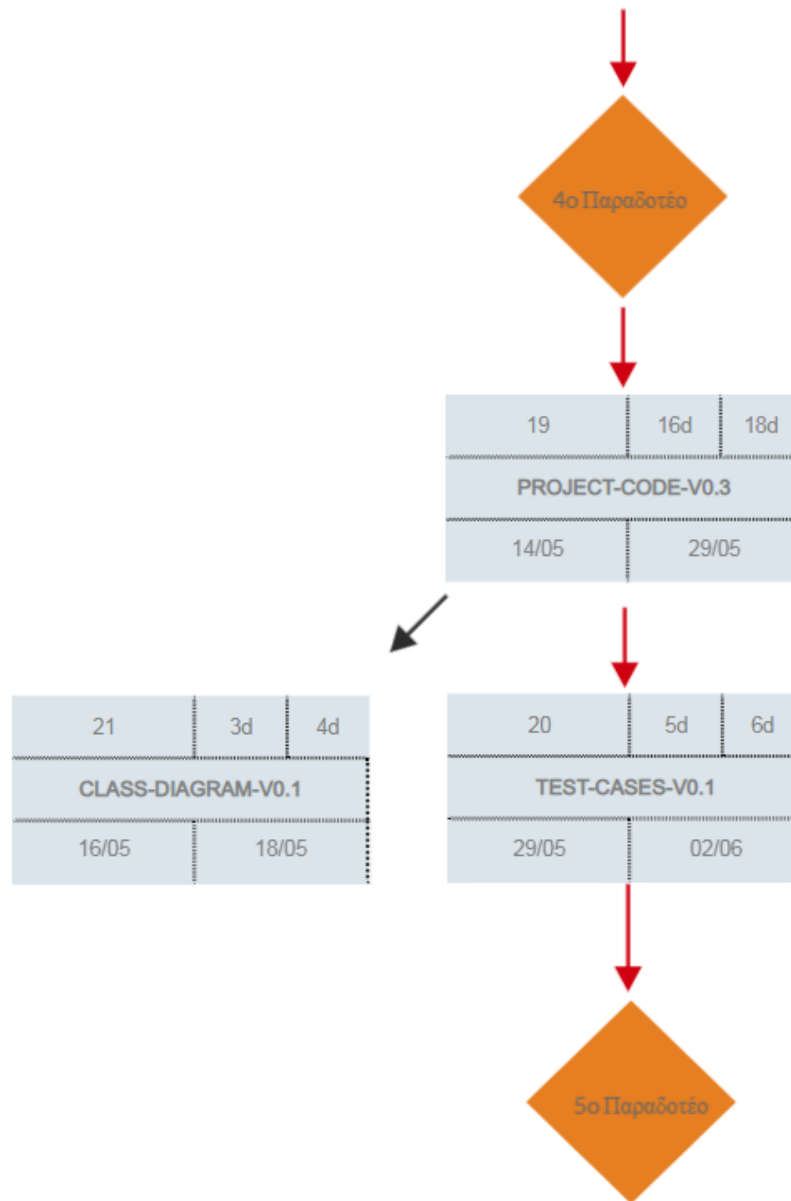 4ο Παραδοτέο
19 16d 18d
PROJECT-CODE-V0.3
14/05 29/05
21 3d 4d
CLASS-DIAGRAM-V0.1
16/05 18/05
20 5d 6d
TEST-CASES-V0.1
29/05 02/06
5ο Παραδοτέο